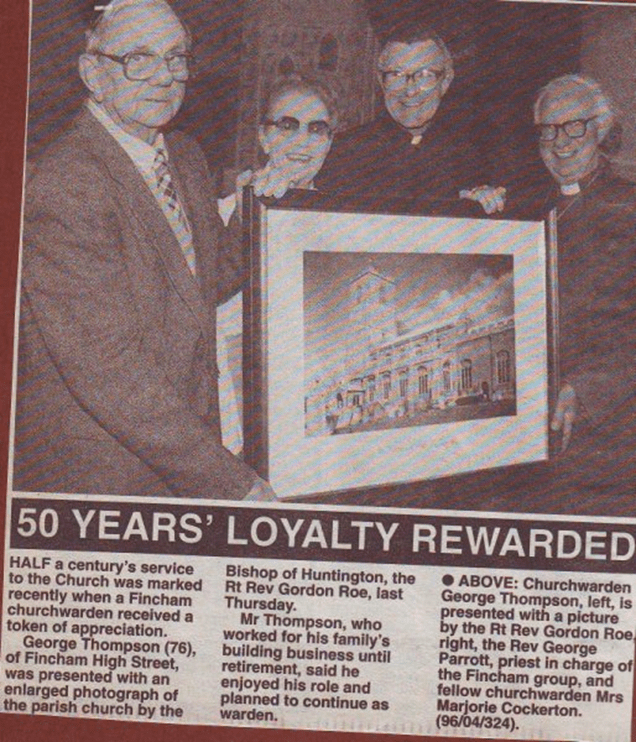 50 YEARS' LOYALTY REWARDED
HALF a century's service
to the Church was marked
recently when a Fincham
churchwarden received a
token of appreciation.
George Thompson (76),
of Fincham High Street,
was presented with an
enlarged photograph of
the parish church by the
Bishop of Huntington, the
Rt Rev Gordon Roe, last
Thursday.
Mr Thompson, who
worked for his family's
building business until
retirement, said he
enjoyed his role and
planned to continue as
warden.
● ABOVE: Churchwarden
George Thompson, left, is
presented with a picture
by the Rt Rev Gordon Roe,
right, the Rev George
Parrott, priest in charge of
the Fincham group, and
fellow churchwarden Mrs
Marjorie Cockerton.
(96/04/324).